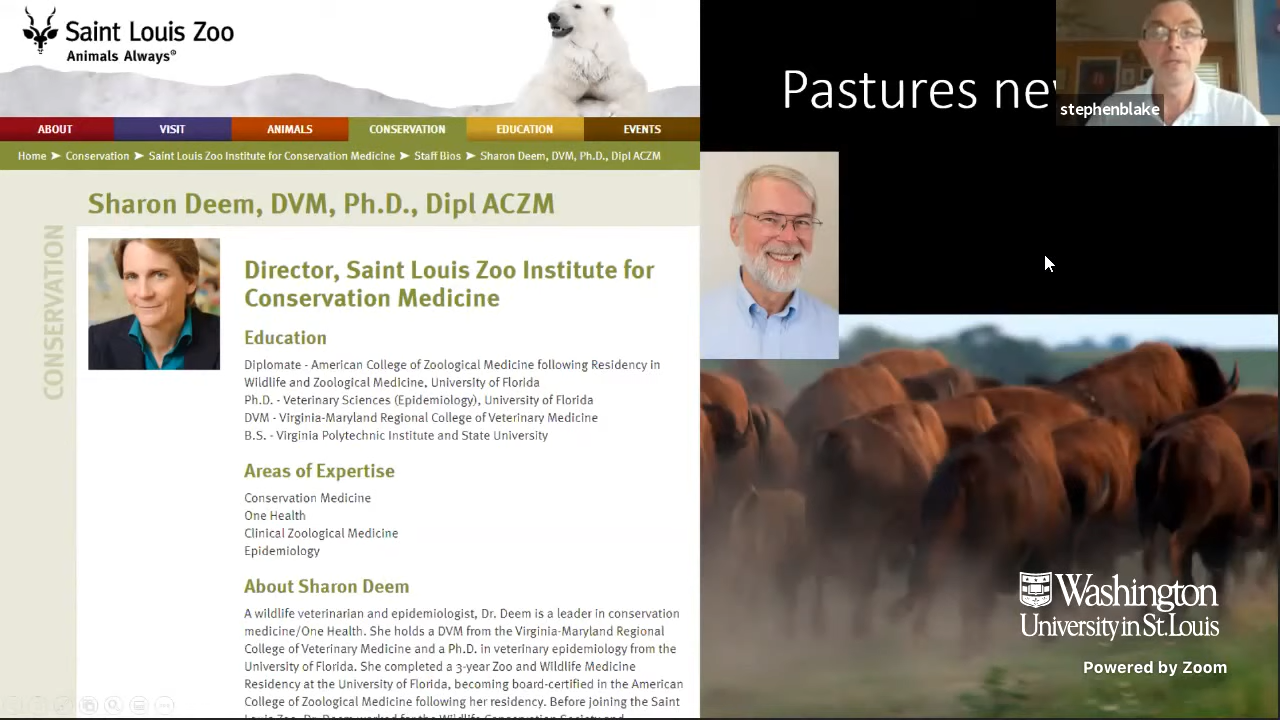 Saint Louis Zoo
Animals Always®
ABOUT
VISIT
ANIMALS
CONSERVATION
EDUCATION
EVENTS
Home ➤ Conservation ➤ Saint Louis Zoo Institute for Conservation Medicine ➤ Staff Bios ➤ Sharon Deem, DVM, Ph.D., Dipl ACZM
CONSERVATION
Sharon Deem, DVM, Ph.D., Dipl ACZM
Director, Saint Louis Zoo Institute for
Conservation Medicine
Education
Diplomate - American College of Zoological Medicine following Residency in
Wildlife and Zoological Medicine, University of Florida
Ph.D. - Veterinary Sciences (Epidemiology), University of Florida
DVM - Virginia-Maryland Regional College of Veterinary Medicine
B.S. - Virginia Polytechnic Institute and State University
Areas of Expertise
Conservation Medicine
One Health
Clinical Zoological Medicine
Epidemiology
About Sharon Deem
A wildlife veterinarian and epidemiologist, Dr. Deem is a leader in conservation
medicine/One Health. She holds a DVM from the Virginia-Maryland Regional
College of Veterinary Medicine and a Ph.D. in veterinary epidemiology from the
University of Florida. She completed a 3-year Zoo and Wildlife Medicine
Residency at the University of Florida, becoming board-certified in the American
College of Zoological Medicine following her residency. Before joining the Saint
Pastures ne
stephenblake
Washington
University in St. Louis
Powered by Zoom